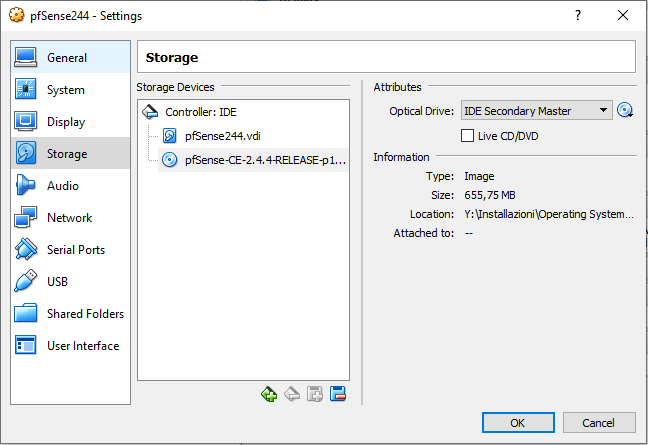 pfSense244 - Settings
?
General
System
Display
Storage
Audio
Network
Serial Ports
USB
Shared Folders
User Interface
Storage
Storage Devices
Controller: IDE
pfSense244.vdi
pfSense-CE-2.4.4-RELEASE-p1...
Attributes
Optical Drive: IDE Secondary Master
Live CD/DVD
Information
Type: Image
Size: 655,75 MB
Location: Y:\Installazioni\Operating System...
Attached to: --
OK
Cancel